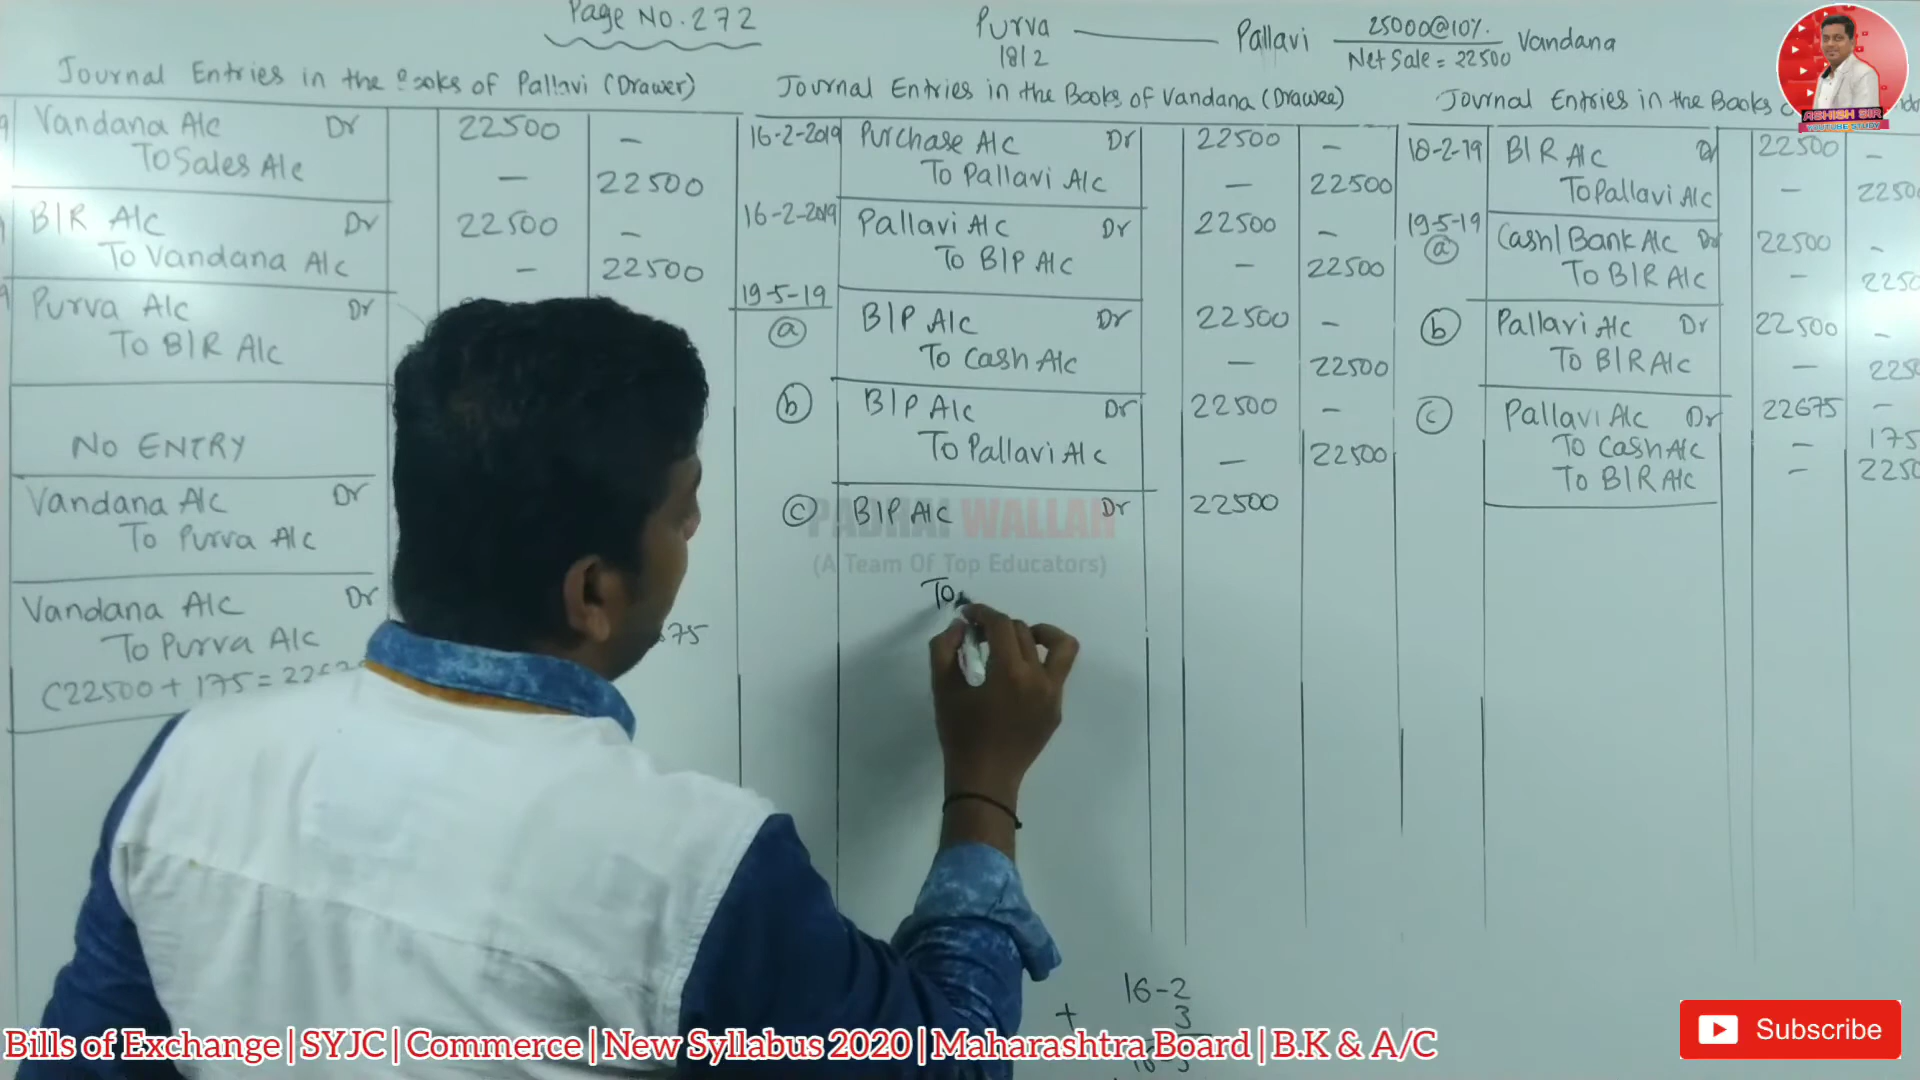 Page No. 272
Purva ——— Pallavi 25000@10%. Vandana
18/2 Net Sale = 22500
Journal Entries in the Books of Pallavi (Drawer)
Vandana A/c Dr 22500 –
To Sales A/c – 22500
B/R A/c Dr 22500 –
To Vandana A/c – 22500
Purva A/c Dr
To B/R A/c
NO ENTRY
Vandana A/c Dr
To Purva A/c
Vandana A/c Dr
To Purva A/c
(22500 + 175 =
Journal Entries in the Books of Vandana (Drawee)
16-2-2019 Purchase A/c Dr 22500 –
To Pallavi A/c – 22500
16-2-2019 Pallavi A/c Dr 22500 –
To B/P A/c – 22500
19-5-19
(a) B/P A/c Dr 22500 –
To Cash A/c – 22500
(b) B/P A/c Dr 22500 –
To Pallavi A/c – 22500
(c) B/P A/c Dr 22500
To
16-2
+ 3
Journal Entries in the Books
18-2-19 B/R A/c Dr 22500 –
To Pallavi A/c – 2250
19-5-19
(a) Cash/Bank A/c Dr 22500 –
To B/R A/c – 2250
(b) Pallavi A/c Dr 22500 –
To B/R A/c – 225
(c) Pallavi A/c Dr 22675 –
To Cash A/c – 175
To B/R A/c – 2250
PADHAI WALLAH
(A Team Of Top Educators)
ASHISH SIR
YOUTUBE STUDY
Bills of Exchange | SYJC | Commerce | New Syllabus 2020 | Maharashtra Board | B.K & A/C
Subscribe